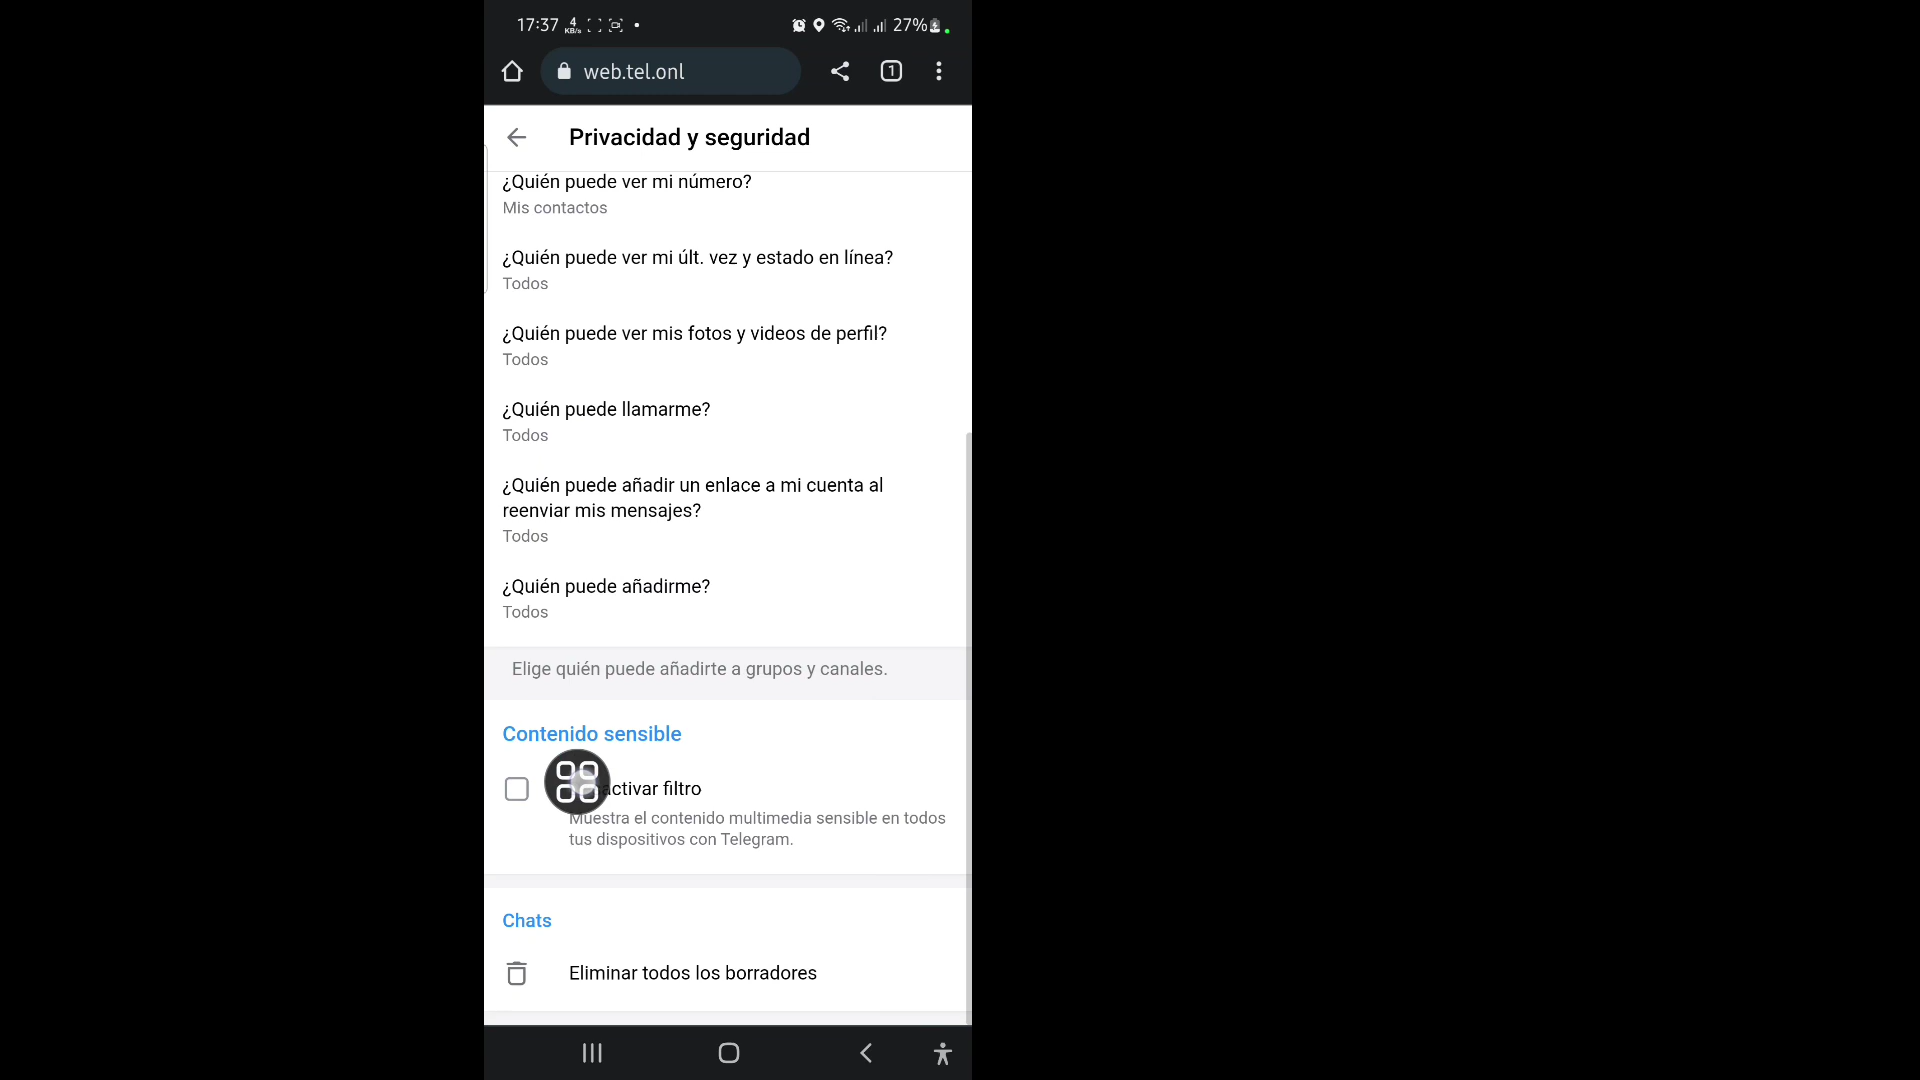 17:37 4 KB/s 27%
web.tel.onl 1
Privacidad y seguridad
¿Quién puede ver mi número?
Mis contactos
¿Quién puede ver mi últ. vez y estado en línea?
Todos
¿Quién puede ver mis fotos y videos de perfil?
Todos
¿Quién puede llamarme?
Todos
¿Quién puede añadir un enlace a mi cuenta al
reenviar mis mensajes?
Todos
¿Quién puede añadirme?
Todos
Elige quién puede añadirte a grupos y canales.
Contenido sensible
filtro
Muestra el contenido multimedia sensible en todos
tus dispositivos con Telegram.
Chats
Eliminar todos los borradores